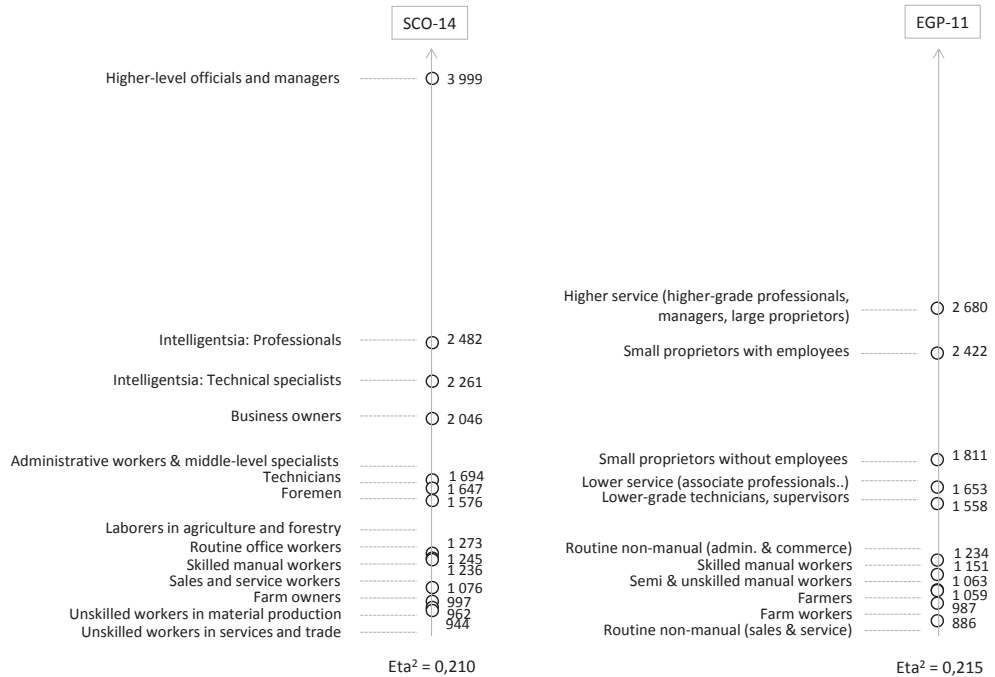 SCO-14
Higher-level officials and managers
3 999
Intelligentsia: Professionals
2 482
Intelligentsia: Technical specialists
2 261
Business owners
2 046
Administrative workers & middle-level specialists
1 694
Technicians
1 647
Foremen
1 576
Laborers in agriculture and forestry
1 273
Routine office workers
1 245
Skilled manual workers
1 236
Sales and service workers
1 076
Farm owners
997
Unskilled workers in material production
962
Unskilled workers in services and trade
944
Eta² = 0,210
EGP-11
Higher service (higher-grade professionals,
managers, large proprietors)
2 680
Small proprietors with employees
2 422
Small proprietors without employees
1 811
Lower service (associate professionals..)
1 653
Lower-grade technicians, supervisors
1 558
Routine non-manual (admin. & commerce)
1 234
Skilled manual workers
1 151
Semi & unskilled manual workers
1 063
Farmers
1 059
Farm workers
987
Routine non-manual (sales & service)
886
Eta² = 0,215